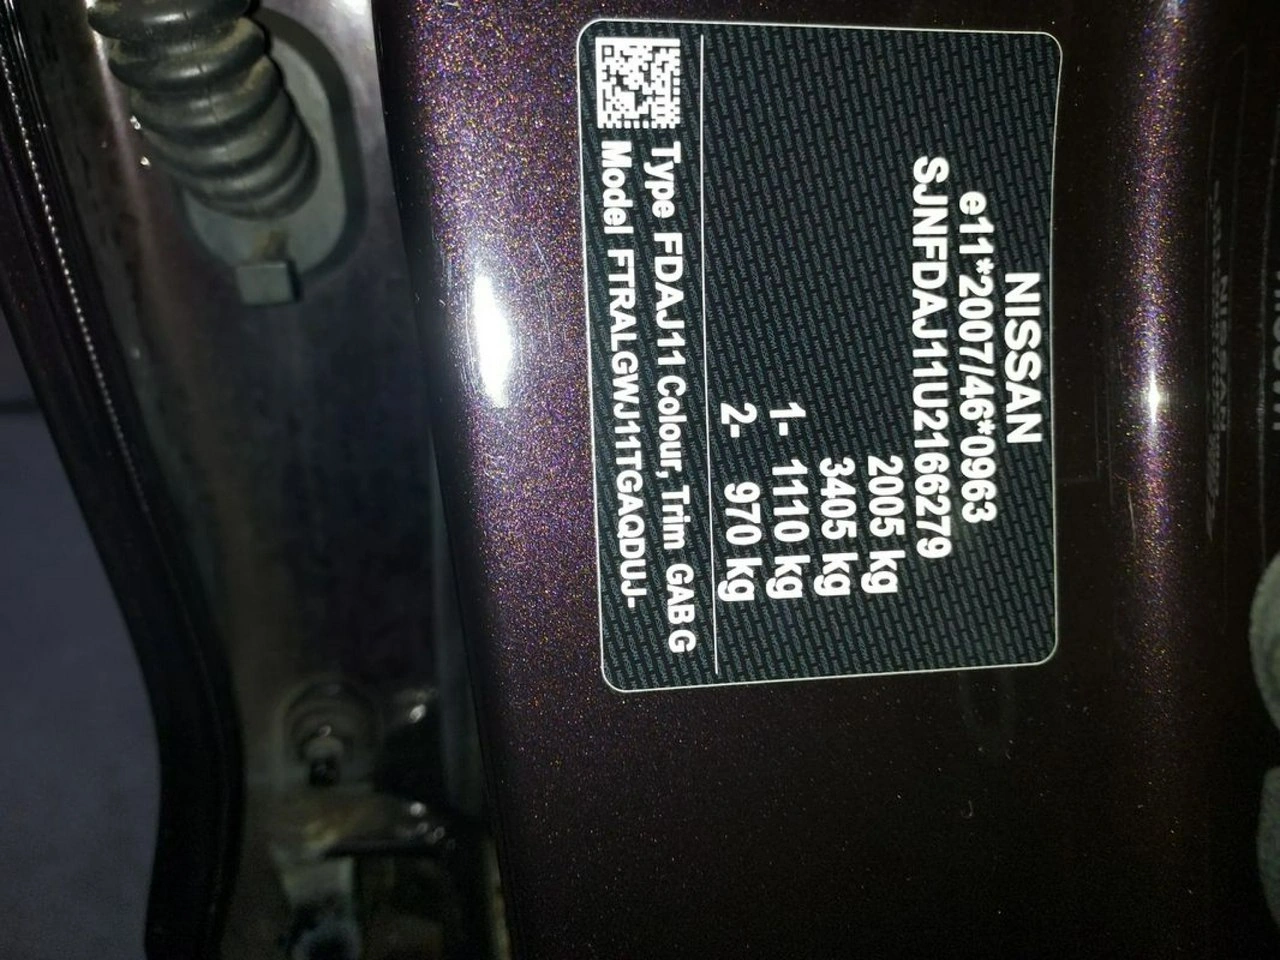 NISSAN
e11*2007/46*0963
SJNFDAJ11U2166279
2005 kg
3405 kg
1- 1110 kg
2- 970 kg
Type FDAJ11 Colour, Trim GAB G
Model FTRALGWJ11TGAQDUJ-